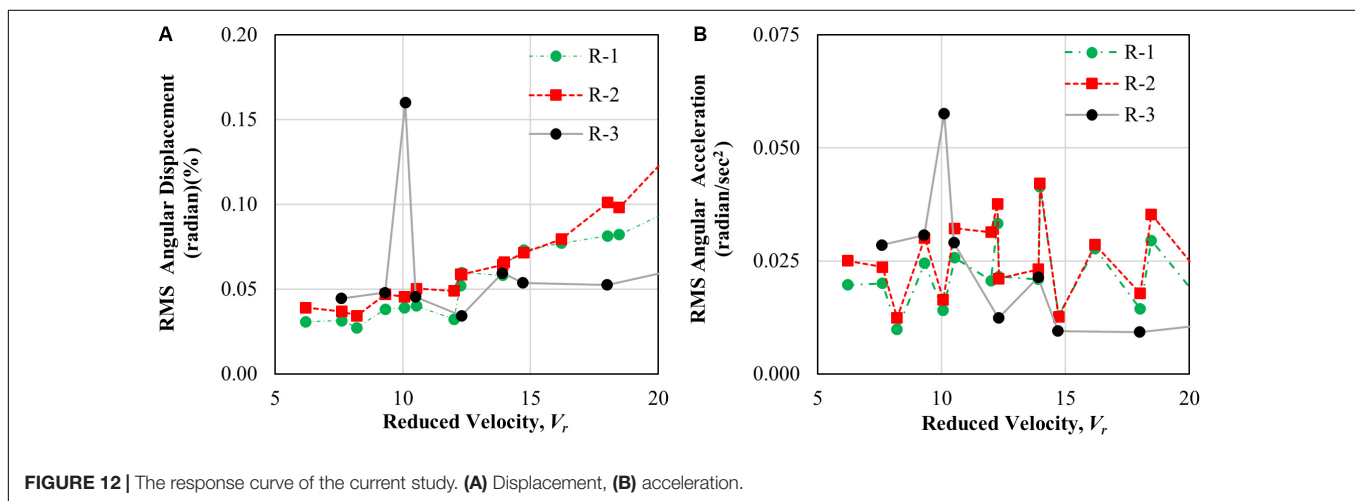 A
RMS Angular Displacement
(radian)(%)
0.20
0.15
0.10
0.05
0.00
5 10 15 20
Reduced Velocity, Vr
R-1
R-2
R-3
B
RMS Angular Acceleration
(radian/sec²)
0.075
0.050
0.025
0.000
5 10 15 20
Reduced Velocity, Vr
R-1
R-2
R-3
FIGURE 12 | The response curve of the current study. (A) Displacement, (B) acceleration.